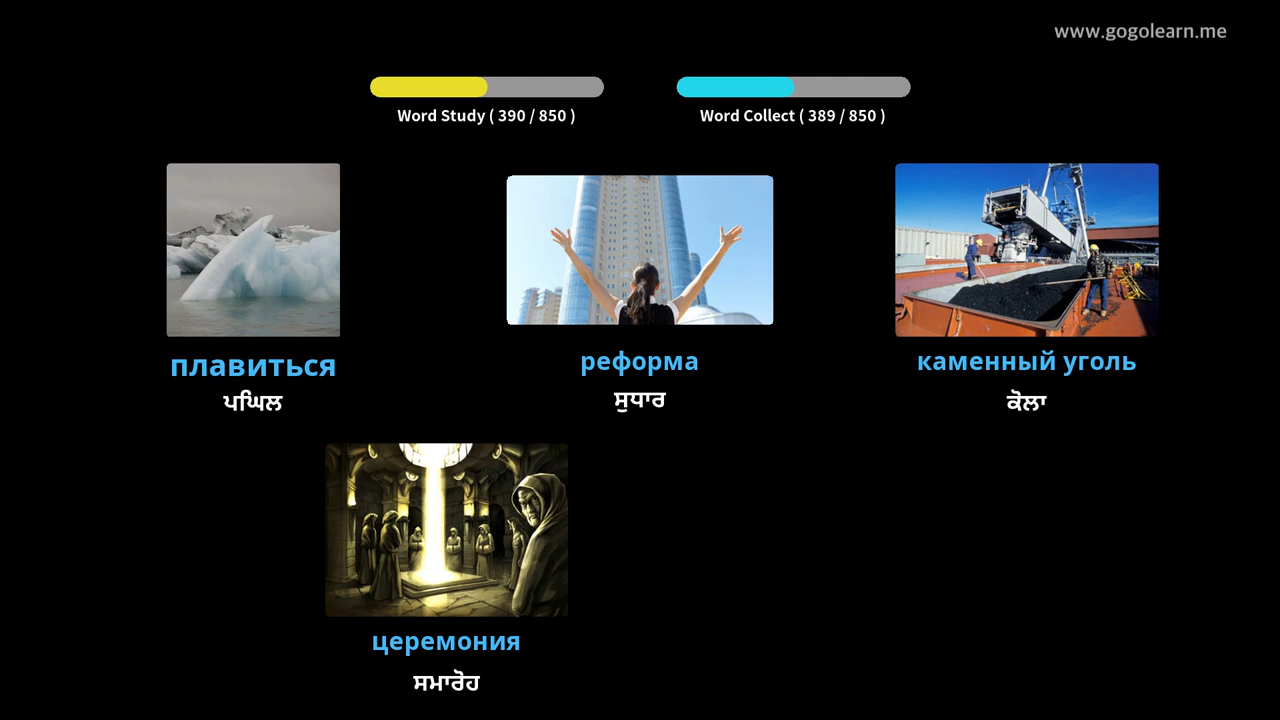 www.gogolearn.me
Word Study ( 390 / 850 )
Word Collect ( 389 / 850 )
плавиться
ਪਘਿਲ
реформа
ਸੁਧਾਰ
каменный уголь
ਕੋਲਾ
церемония
ਸਮਾਰੋਹ